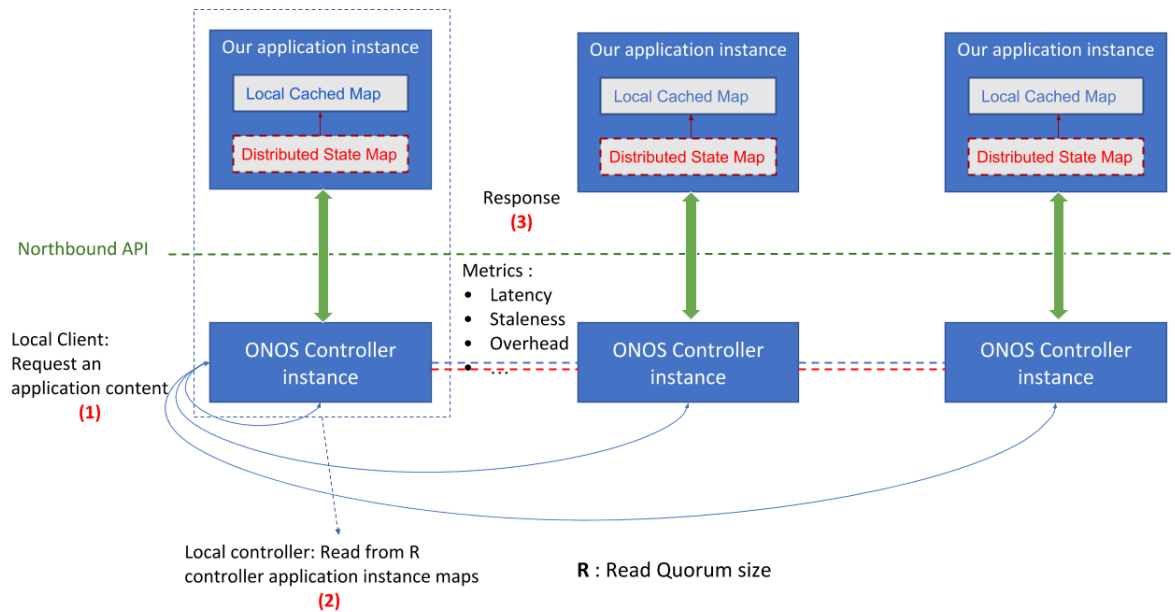 Our application instance
Local Cached Map
Distributed State Map
Our application instance
Local Cached Map
Distributed State Map
Our application instance
Local Cached Map
Distributed State Map
Response
(3)
Northbound API
Metrics :
• Latency
• Staleness
• Overhead
• ...
Local Client:
Request an
application content
(1)
ONOS Controller
instance
ONOS Controller
instance
ONOS Controller
instance
Local controller: Read from R
controller application instance maps
(2)
R : Read Quorum size